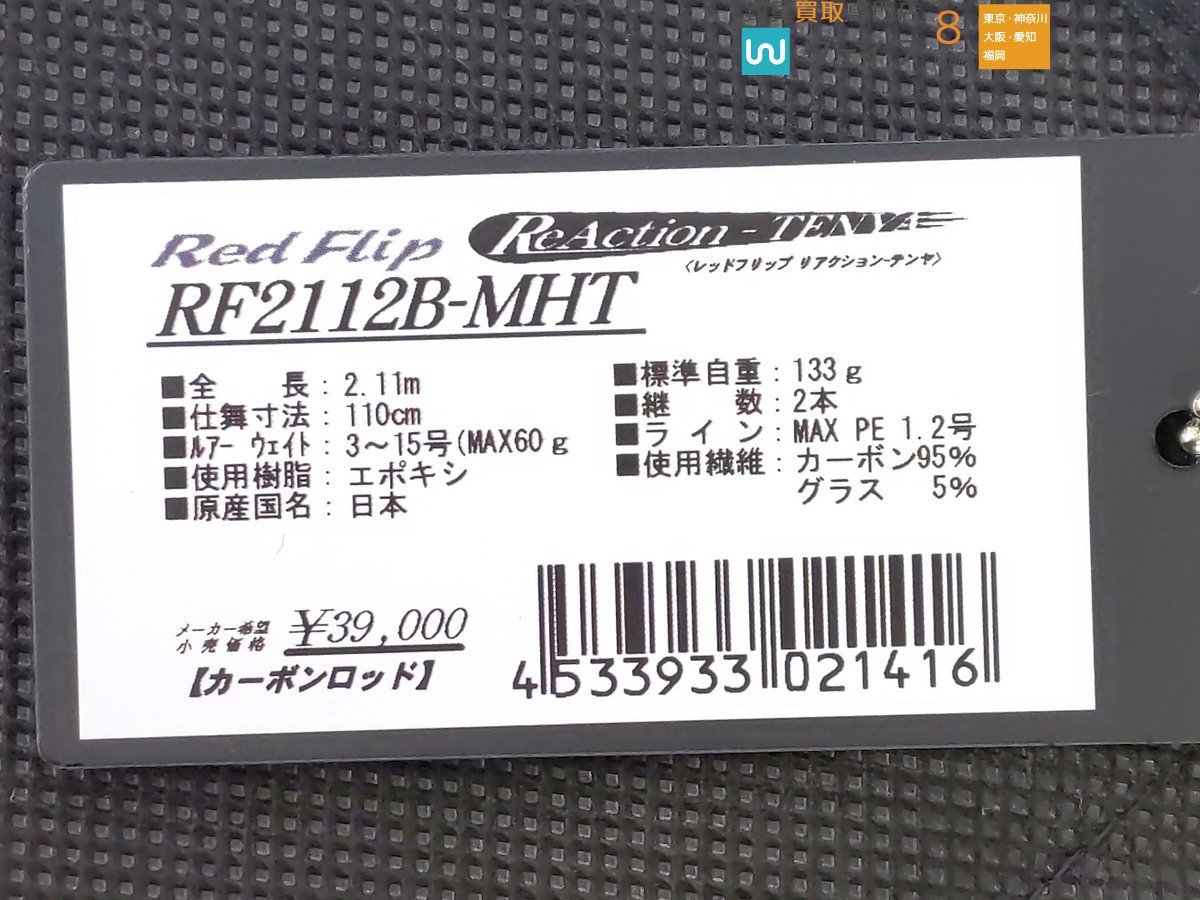 買取
8
東京・神奈川
大阪・愛知
福岡
Red Flip ReAction - TENYA
〈レッドフリップ リアクション-テンヤ〉
RF2112B-MHT
■全長：2.11m
■仕舞寸法：110cm
■ルアーウェイト：3～15号(MAX60g
■使用樹脂：エポキシ
■原産国名：日本
■標準自重：133g
■継数：2本
■ライン：MAX PE 1.2号
■使用繊維：カーボン95%
グラス 5%
メーカー希望
小売価格
¥39,000
【カーボンロッド】
4533933021416